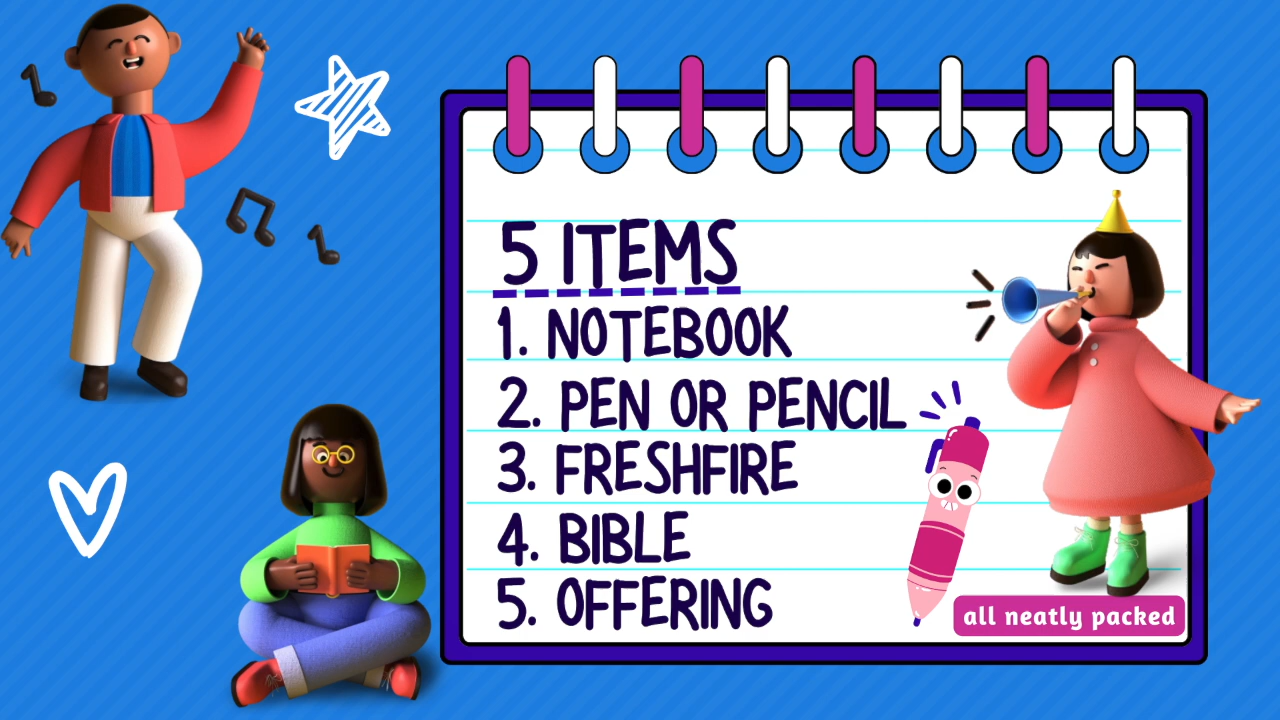 5 ITEMS
1. NOTEBOOK
2. PEN OR PENCIL
3. FRESHFIRE
4. BIBLE
5. OFFERING
all neatly packed